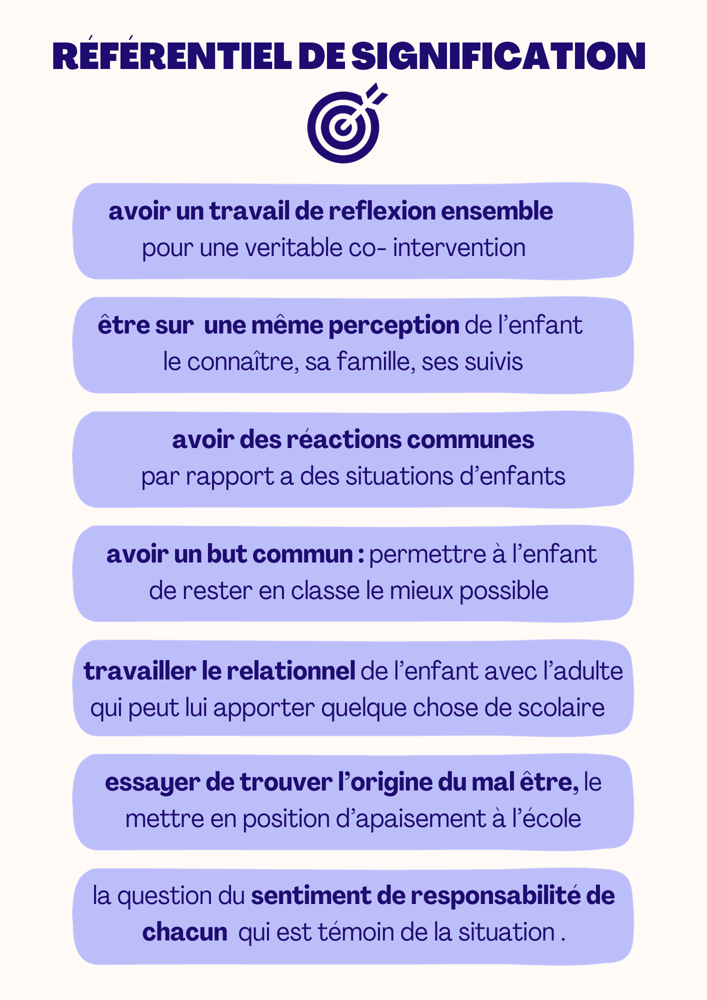 RÉFÉRENTIEL DE SIGNIFICATION
avoir un travail de reflexion ensemble
pour une veritable co- intervention
être sur  une même perception de l’enfant
le connaître, sa famille, ses suivis
avoir des réactions communes
par rapport a des situations d’enfants
avoir un but commun : permettre à l’enfant
de rester en classe le mieux possible
travailler le relationnel de l’enfant avec l’adulte
qui peut lui apporter quelque chose de scolaire
essayer de trouver l’origine du mal être, le
mettre en position d’apaisement à l’école
la question du sentiment de responsabilité de
chacun  qui est témoin de la situation .